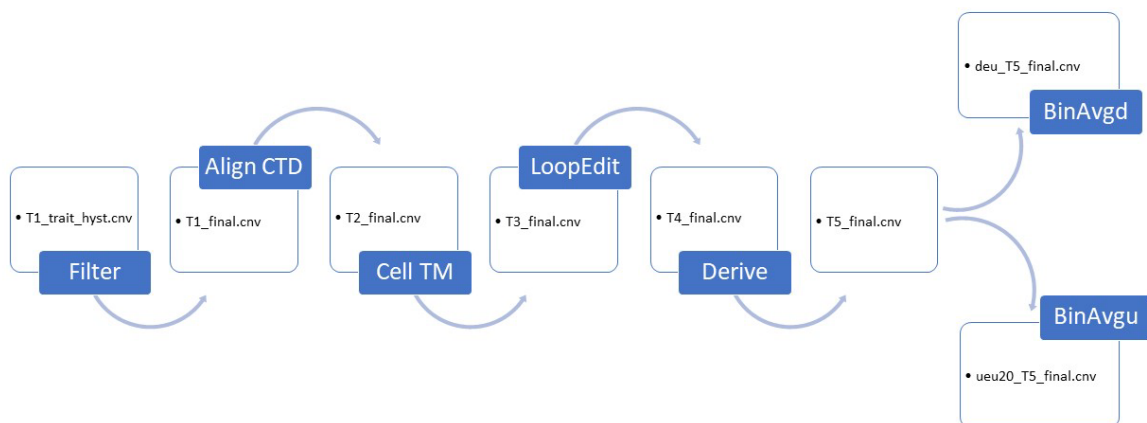 • T1_trait_hyst.cnv
Filter
Align CTD
• T1_final.cnv
• T2_final.cnv
Cell TM
LoopEdit
• T3_final.cnv
• T4_final.cnv
Derive
• T5_final.cnv
• deu_T5_final.cnv
BinAvgd
BinAvgu
• ueu20_T5_final.cnv